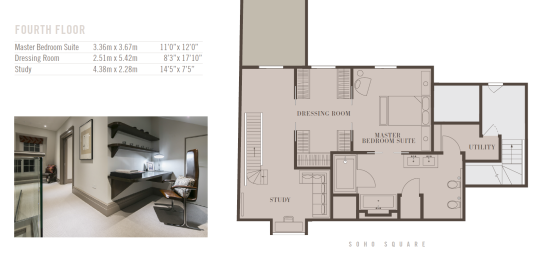 FOURTH FLOOR
Master Bedroom Suite 3.36m x 3.67m 11'0" x 12'0"
Dressing Room 2.51m x 5.42m 8'3" x 17'10"
Study 4.38m x 2.28m 14'5" x 7'5"
DRESSING ROOM
MASTER
BEDROOM SUITE
UTILITY
STUDY
SOHO SQUARE